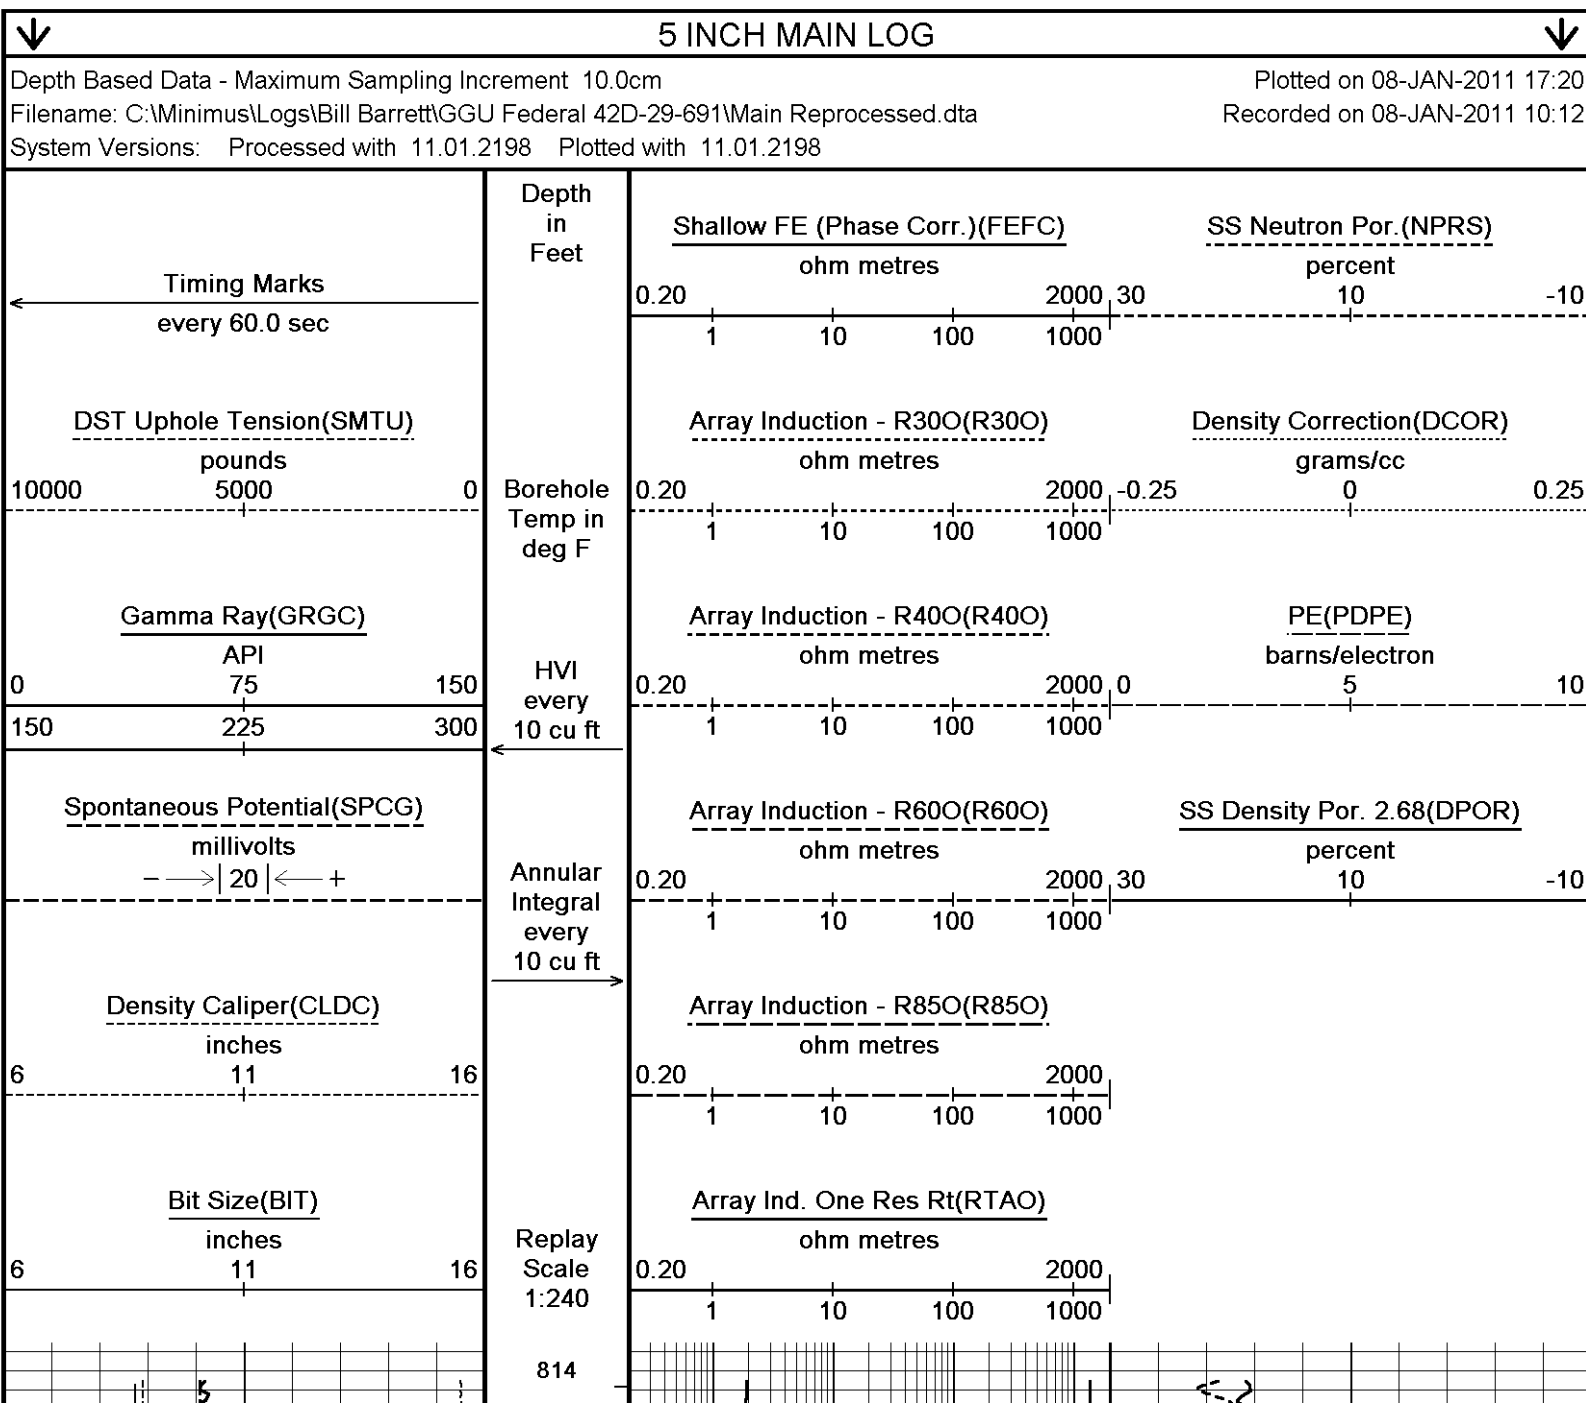 5 INCH MAIN LOG
Depth Based Data - Maximum Sampling Increment 10.0cm
Plotted on 08-JAN-2011 17:20
Filename: C:\Minimus\Logs\Bill Barrett\GGU Federal 42D-29-691\Main Reprocessed.dta
Recorded on 08-JAN-2011 10:12
System Versions: Processed with 11.01.2198 Plotted with 11.01.2198
Timing Marks
every 60.0 sec
DST Uphole Tension(SMTU)
pounds
10000 5000 0
Gamma Ray(GRGC)
API
0 75 150
150 225 300
Spontaneous Potential(SPCG)
millivolts
− 20 +
Density Caliper(CLDC)
inches
6 11 16
Bit Size(BIT)
inches
6 11 16
Depth
in
Feet
Borehole
Temp in
deg F
HVI
every
10 cu ft
Annular
Integral
every
10 cu ft
Replay
Scale
1:240
814
Shallow FE (Phase Corr.)(FEFC)
ohm metres
0.20 2000
1 10 100 1000
Array Induction - R30O(R30O)
ohm metres
0.20 2000
1 10 100 1000
Array Induction - R40O(R40O)
ohm metres
0.20 2000
1 10 100 1000
Array Induction - R60O(R60O)
ohm metres
0.20 2000
1 10 100 1000
Array Induction - R85O(R85O)
ohm metres
0.20 2000
1 10 100 1000
Array Ind. One Res Rt(RTAO)
ohm metres
0.20 2000
1 10 100 1000
SS Neutron Por.(NPRS)
percent
30 10 -10
Density Correction(DCOR)
grams/cc
-0.25 0 0.25
PE(PDPE)
barns/electron
0 5 10
SS Density Por. 2.68(DPOR)
percent
30 10 -10